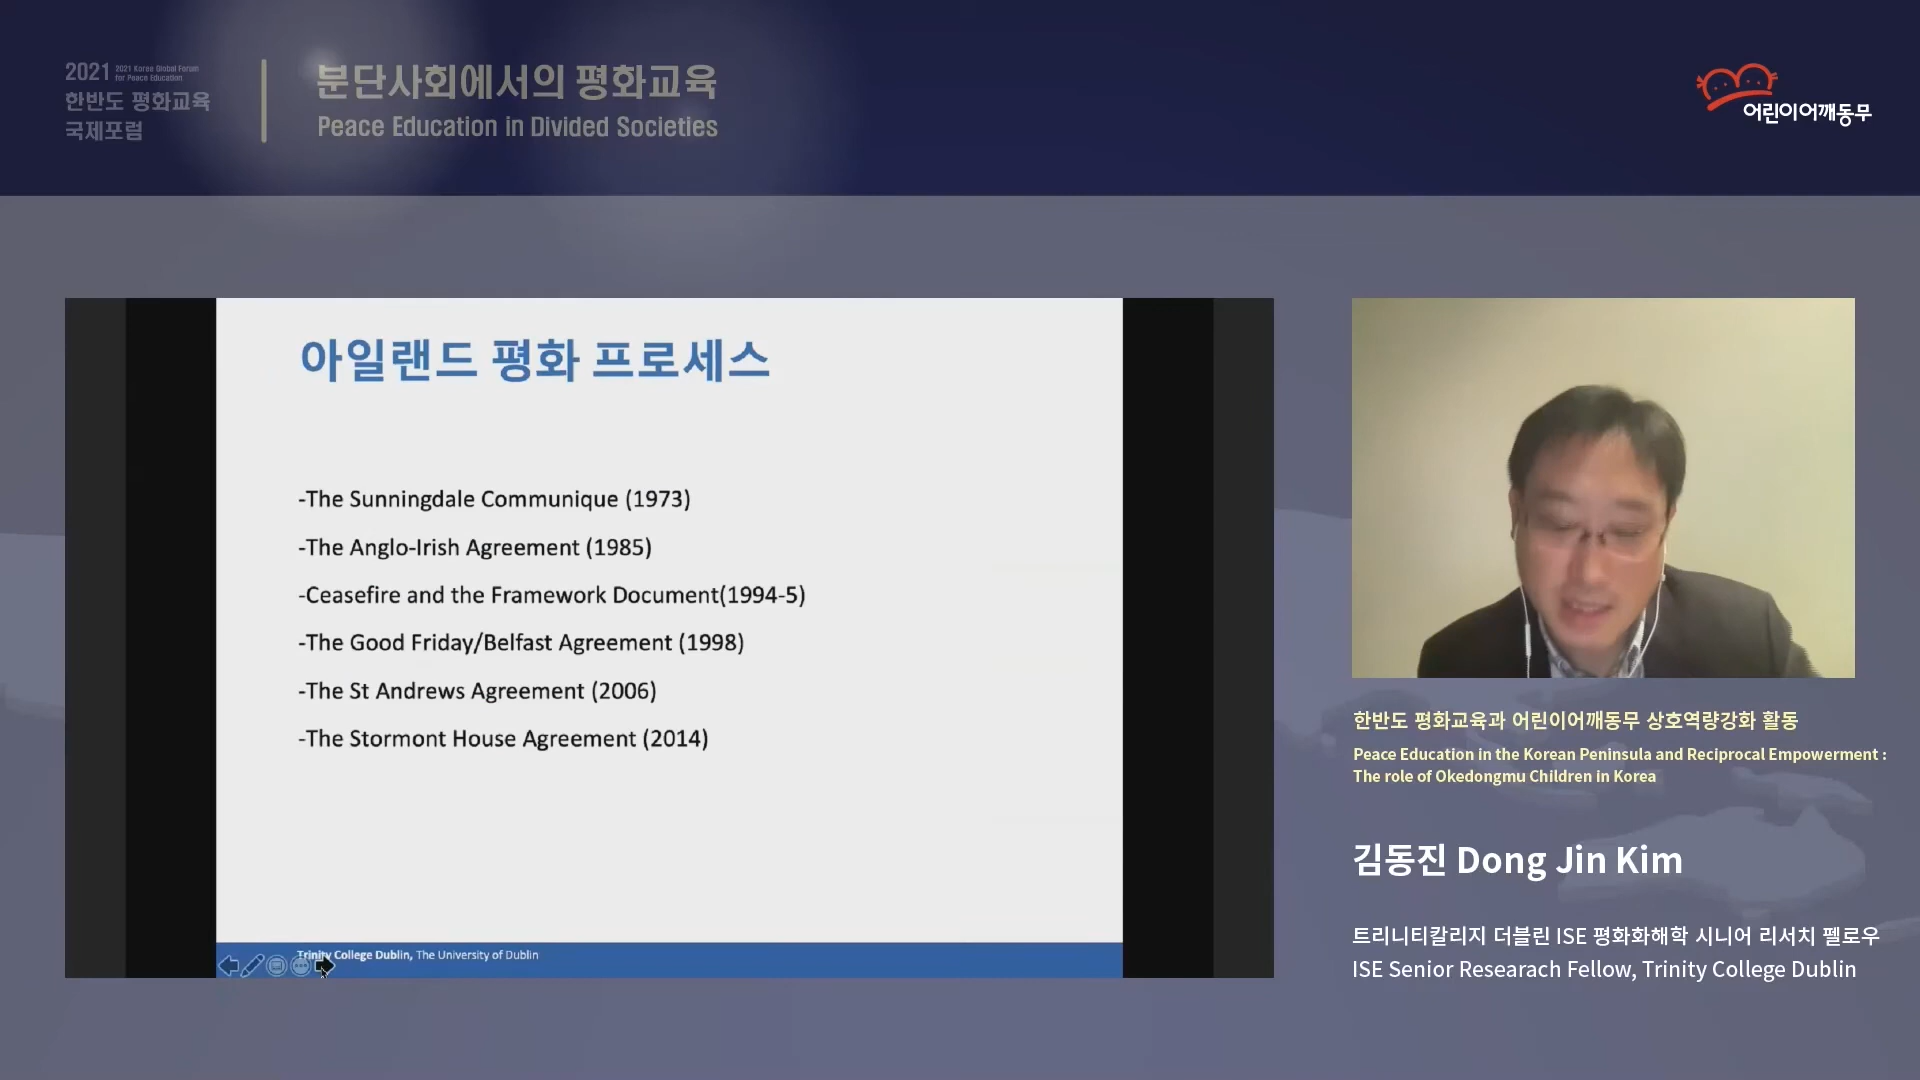 2021 2021 Korea Global Forum
for Peace Education
한반도 평화교육
국제포럼
분단사회에서의 평화교육
Peace Education in Divided Societies
어린이어깨동무
아일랜드 평화 프로세스
-The Sunningdale Communique (1973)
-The Anglo-Irish Agreement (1985)
-Ceasefire and the Framework Document(1994-5)
-The Good Friday/Belfast Agreement (1998)
-The St Andrews Agreement (2006)
-The Stormont House Agreement (2014)
Trinity College Dublin, The University of Dublin
한반도 평화교육과 어린이어깨동무 상호역량강화 활동
Peace Education in the Korean Peninsula and Reciprocal Empowerment :
The role of Okedongmu Children in Korea
김동진 Dong Jin Kim
트리니티칼리지 더블린 ISE 평화화해학 시니어 리서치 펠로우
ISE Senior Researach Fellow, Trinity College Dublin